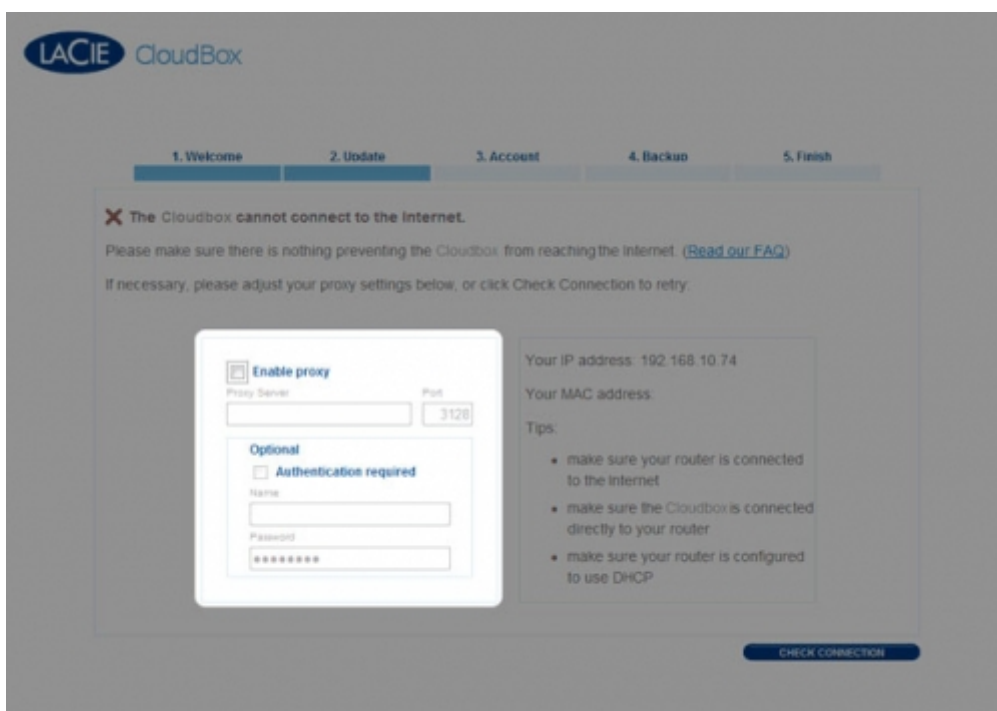 LACIE CloudBox
1. Welcome 2. Update 3. Account 4. Backup 5. Finish
The Cloudbox cannot connect to the Internet.
Please make sure there is nothing preventing the Cloudbox from reaching the Internet. (Read our FAQ)
If necessary, please adjust your proxy settings below, or click Check Connection to retry:
Enable proxy
Proxy Server Port
3128
Optional
Authentication required
Name
Password
Your IP address: 192.168.10.74
Your MAC address:
Tips:
make sure your router is connected
to the Internet
make sure the Cloudbox is connected
directly to your router
make sure your router is configured
to use DHCP
CHECK CONNECTION